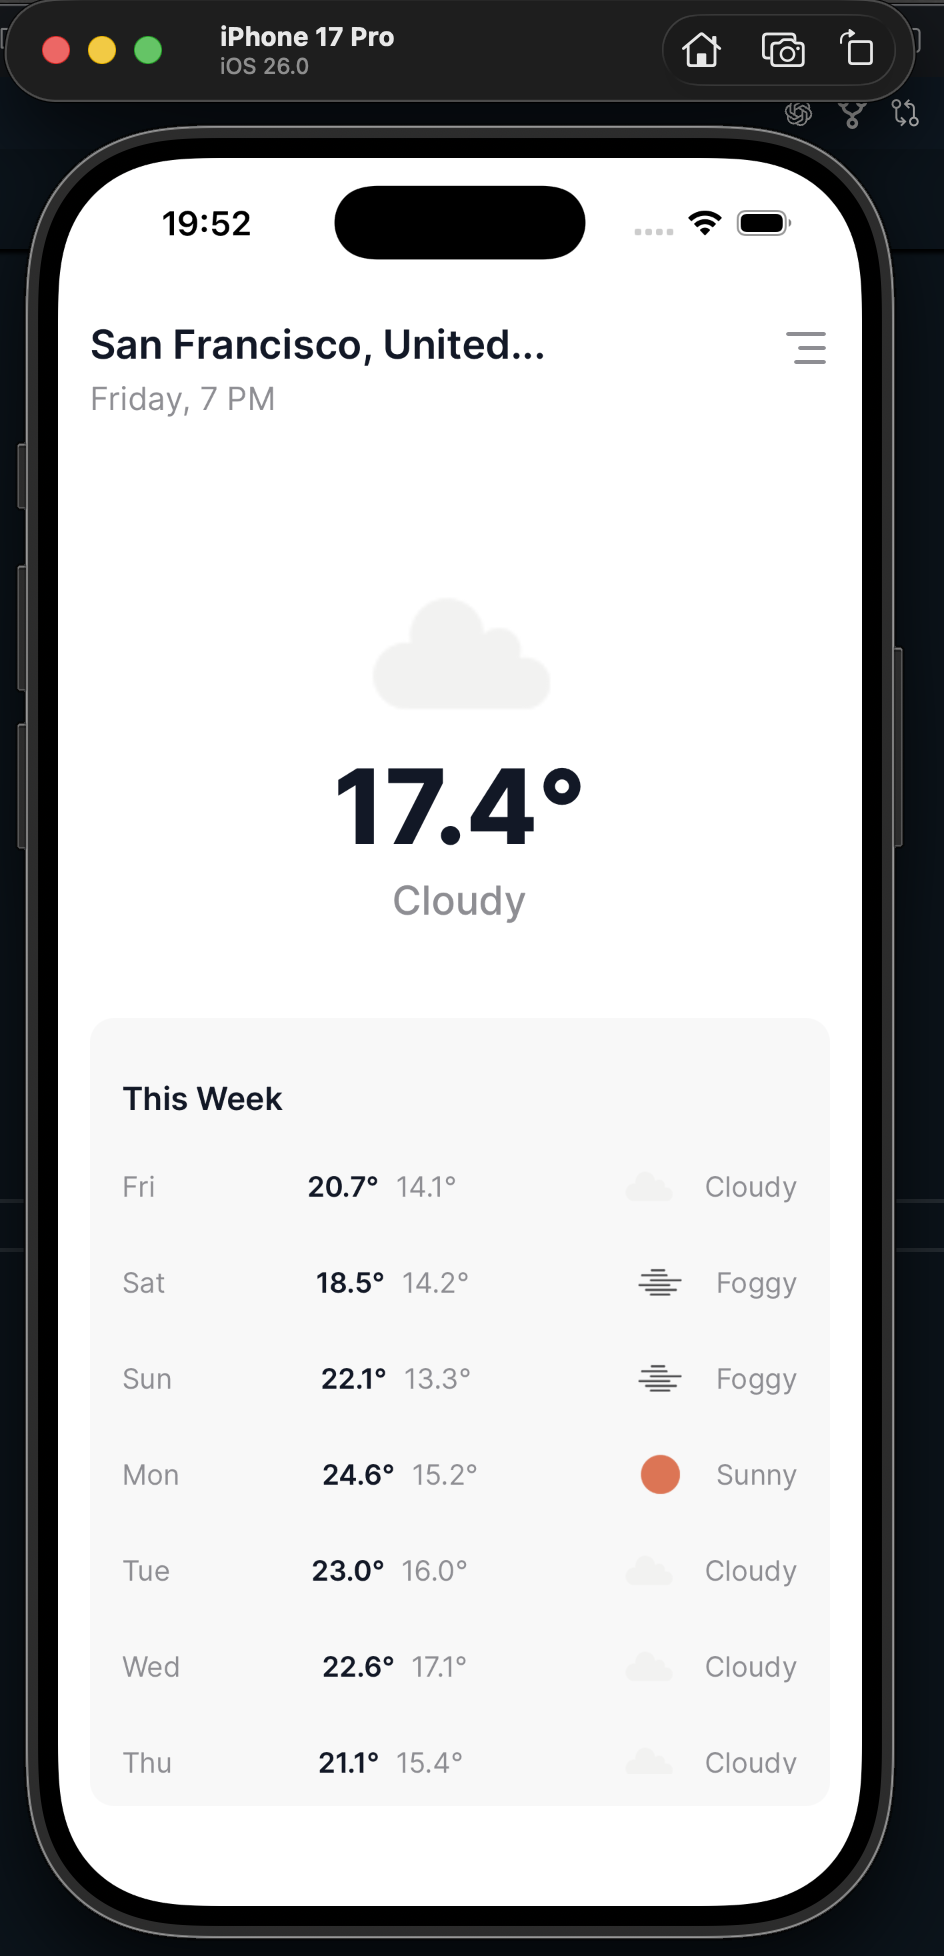 iPhone 17 Pro
iOS 26.0
19:52
San Francisco, United...
Friday, 7 PM
17.4°
Cloudy
This Week
Fri 20.7° 14.1° Cloudy
Sat 18.5° 14.2° Foggy
Sun 22.1° 13.3° Foggy
Mon 24.6° 15.2° Sunny
Tue 23.0° 16.0° Cloudy
Wed 22.6° 17.1° Cloudy
Thu 21.1° 15.4° Cloudy